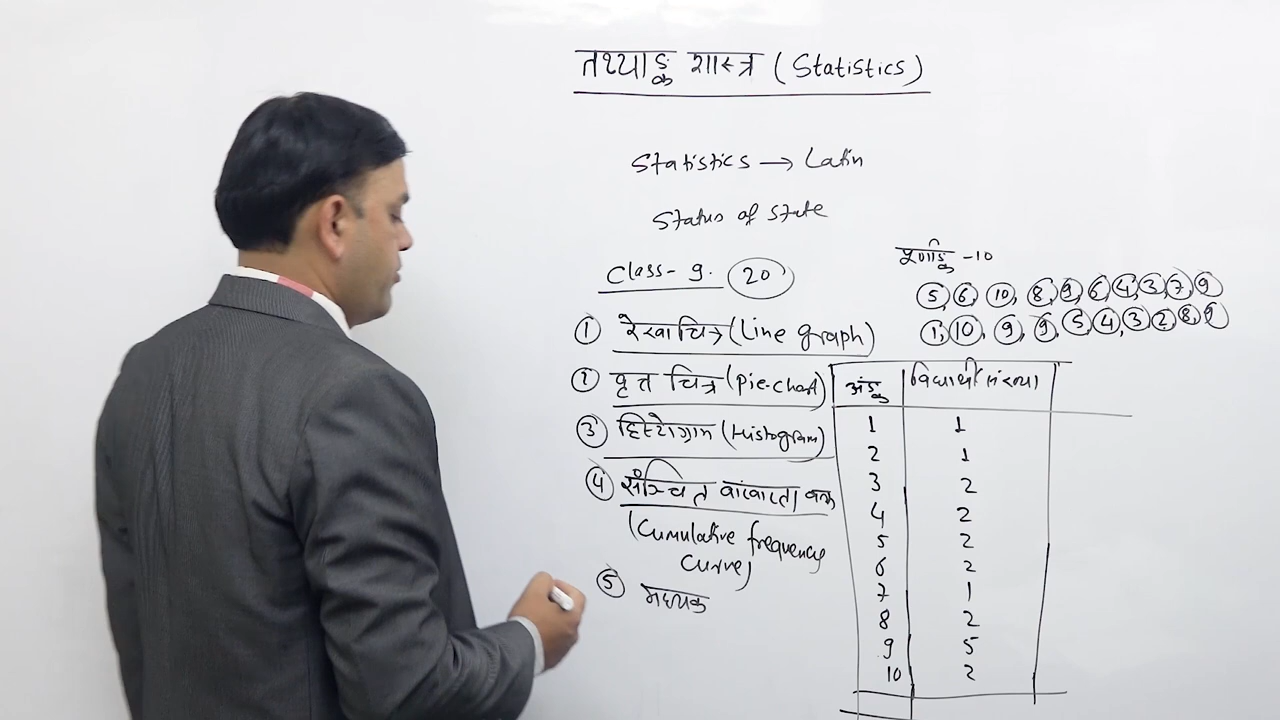 तथ्याङ्क शास्त्र (Statistics)
Statistics → Latin
Status of state
Class - 9. 20
पूर्णाङ्क - 10
5, 6, 10, 8, 9, 6, 4, 3, 7, 9
1, 10, 9, 9, 5, 4, 3, 2, 8, 9
① रेखाचित्र (Line graph)
② वृत्त चित्र (Pie-chart)
③ हिस्टोग्राम (Histogram)
④ सञ्चित वारंवारता वक्र
(Cumulative frequency
Curve)
⑤ मध्यक
अंङ्क विद्यार्थी संख्या
1 1
2 1
3 2
4 2
5 2
6 2
7 1
8 2
9 5
10 2